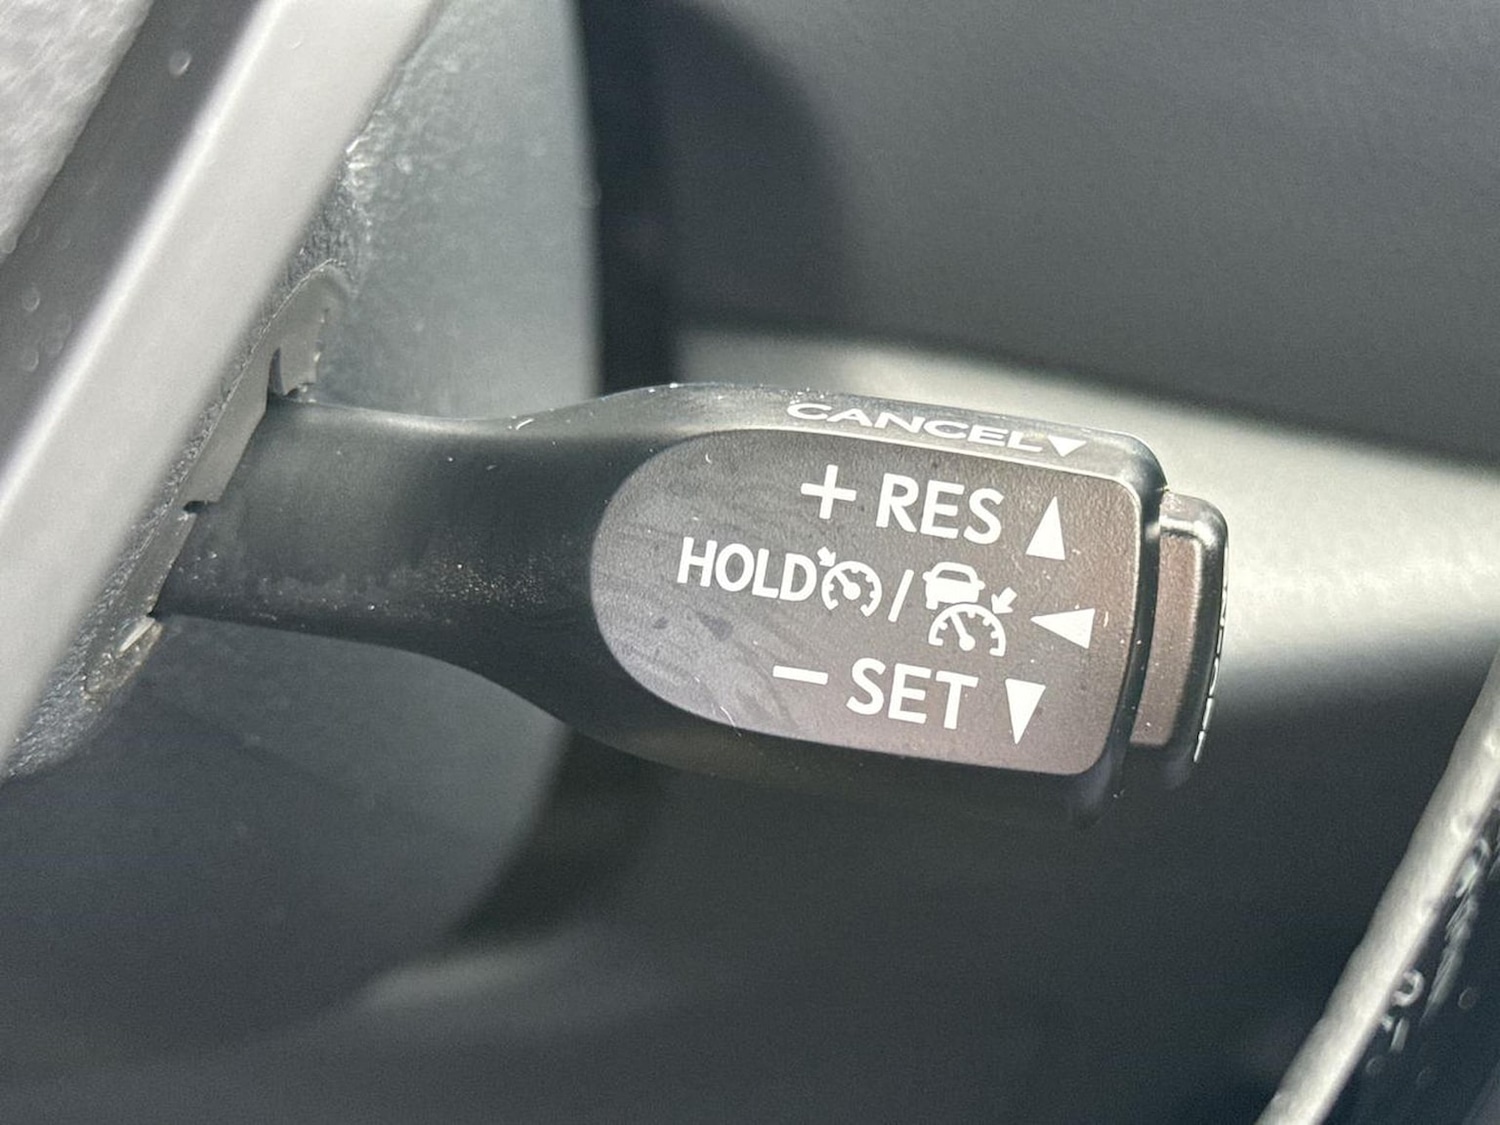 CANCEL▼
+ RES ▲
HOLD / ◀
− SET ▼